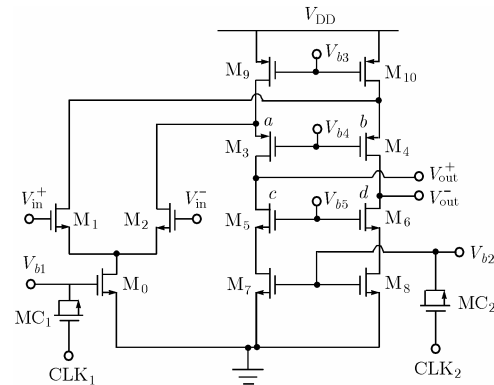 V_DD
M_9
V_b3
M_10
a
b
M_3
V_b4
M_4
V_out^+
V_in^+
M_1
M_2
V_in^-
c
d
V_out^-
M_5
V_b5
M_6
V_b1
M_0
V_b2
M_7
M_8
MC_1
MC_2
CLK_1
CLK_2